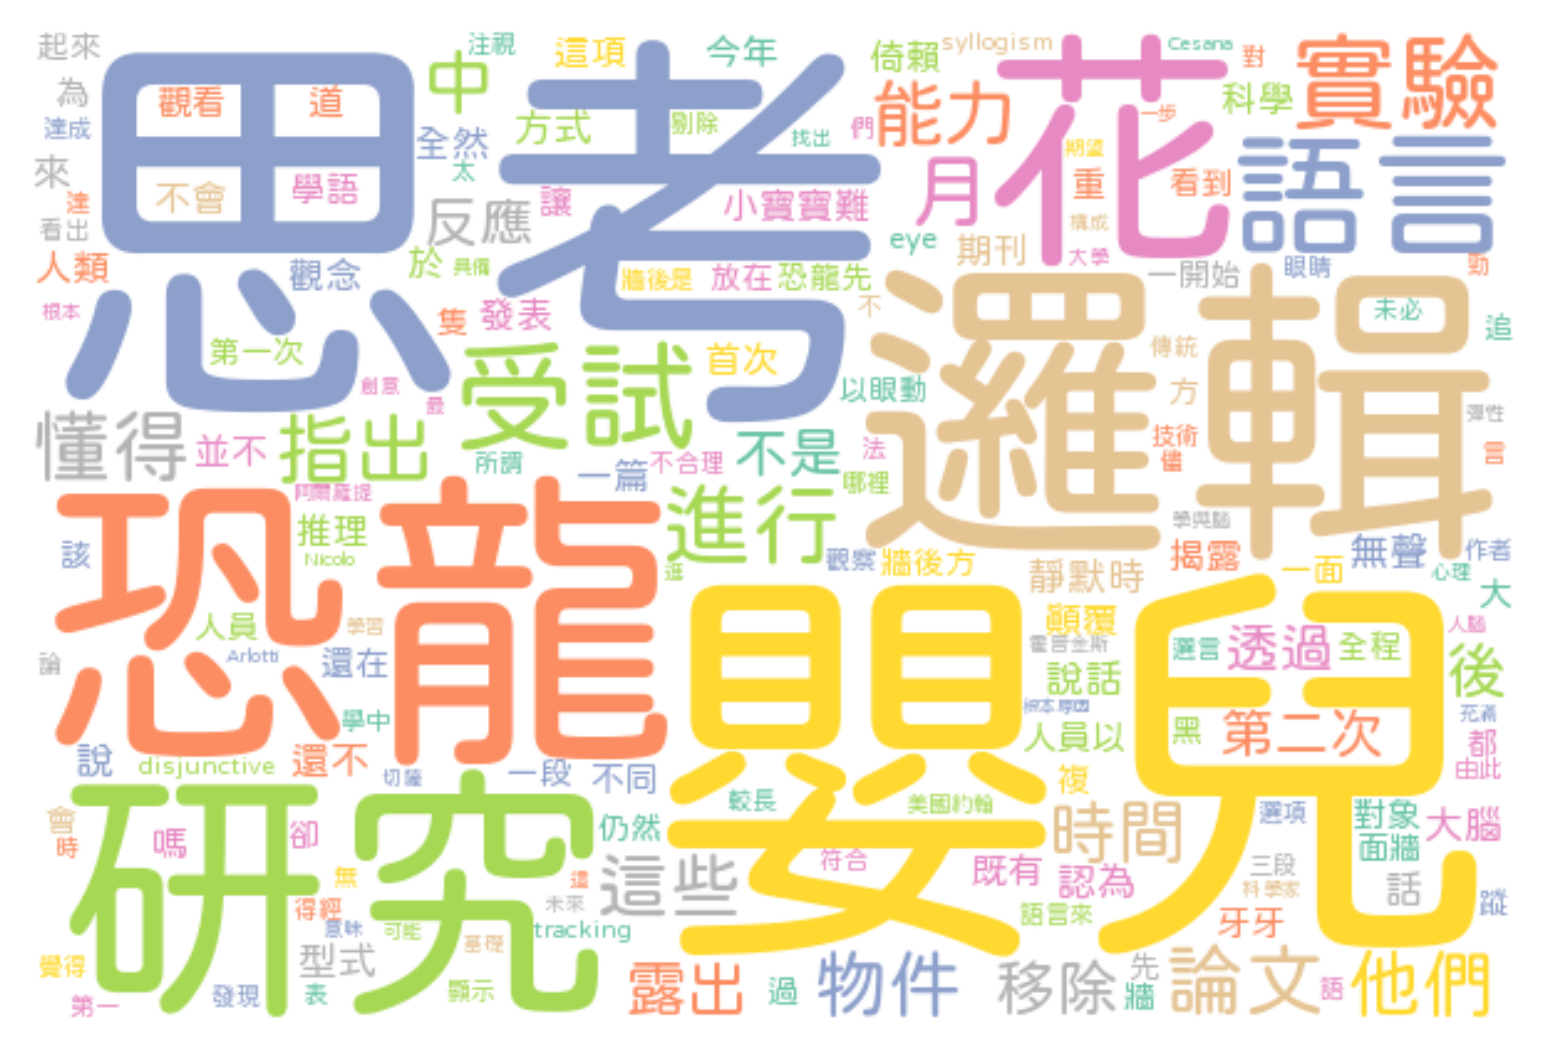 起來
注視
這項
今年
倚賴
syllogism
Cesana
對
實驗
為
觀看
道
中
方式
剔除
找出
們
能力
一步
科學
達成
思考
全然
太
期望
花
語言
來
不會
學語
讓
小寶寶難
月
重
看到
達
看出
反應
eye
期刊
構成
大學
人類
觀念
於
具備
牆後是
放在
恐龍先
一開始
眼睛
勁
根本
隻
發表
不
未必
追
第一次
首次
傳統
邏輯
創意
最
受試
以眼動
方
彈性
懂得
並不
指出
所謂
一篇
不合理
不是
法
哪裡
技術
儘
言
阿爾羅提
推理
Nicolo
進行
學與腦
該
恐龍
進
觀察
牆後方
靜默時
揭露
一面
無聲
作者
心理
大
人員
學習
Arlotti
還在
顛覆
霍普金斯
選言
透過
全程
人腦
後
論
學中
說話
根本原因
人員以
黑
第二次
充滿
都
由此
說
disjunctive
還不
切薩
一段
不同
嬰兒
複
較長
美國約翰
時間
選項
對象
面牆
大腦
會
時
嗎
卻
研究
仍然
符合
既有
認為
三段
科學家
話
蹤
無
得經
意味
可能
這
未來
這些
基礎
tracking
語言來
牙牙
覺得
第一
發現
表
型式
顯示
露出
過
物件
移除
先
牆
論文
語
他們